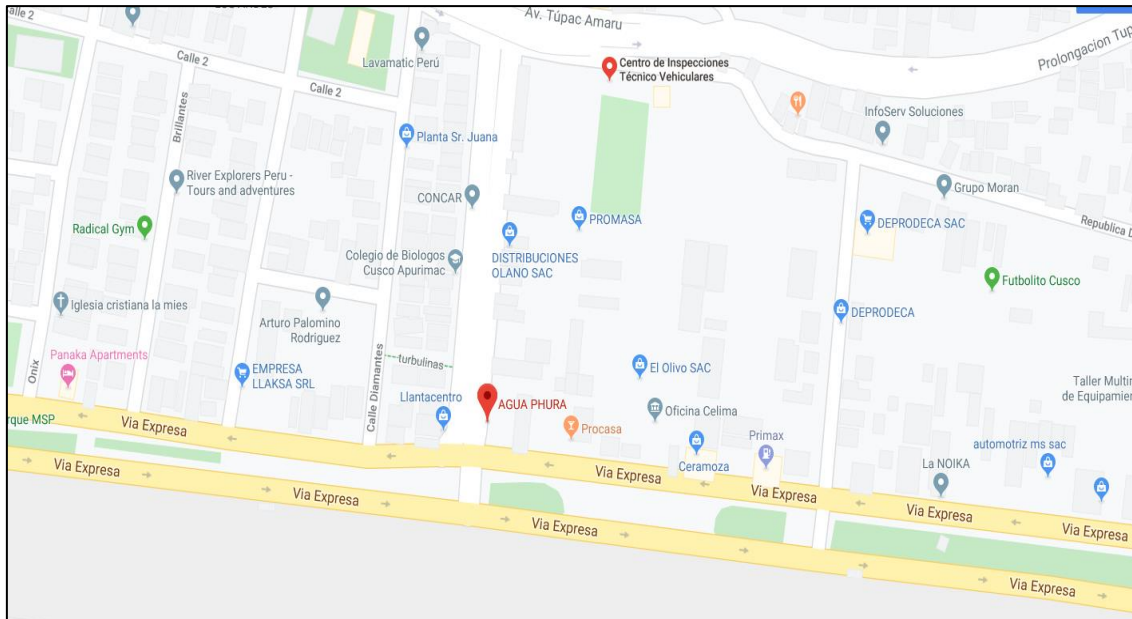 Calle 2
Av. Túpac Amaru
Prolongacion Tup
Lavamatic Perú
Calle 2
Calle 2
Centro de Inspecciones
Técnico Vehiculares
Brillantes
Planta Sr. Juana
InfoServ Soluciones
River Explorers Peru -
Tours and adventures
CONCAR
Grupo Moran
Republica D
Radical Gym
PROMASA
DEPRODECA SAC
Colegio de Biologos
Cusco Apurimac
DISTRIBUCIONES
OLANO SAC
Futbolito Cusco
Iglesia cristiana la mies
Arturo Palomino
Rodriguez
DEPRODECA
Onix
Panaka Apartments
EMPRESA
LLAKSA SRL
Calle Diamantes
turbulinas
El Olivo SAC
Taller Multim
de Equipamie
Llantacentro
AGUA PHURA
Oficina Celima
rque MSP
Via Expresa
Procasa
Primax
automotriz ms sac
Ceramoza
La NOIKA
Via Expresa
Via Expresa
Via Expresa
Via Expresa
Via Expresa
Via Expresa
Via Expresa
Via Expresa
Via Expresa